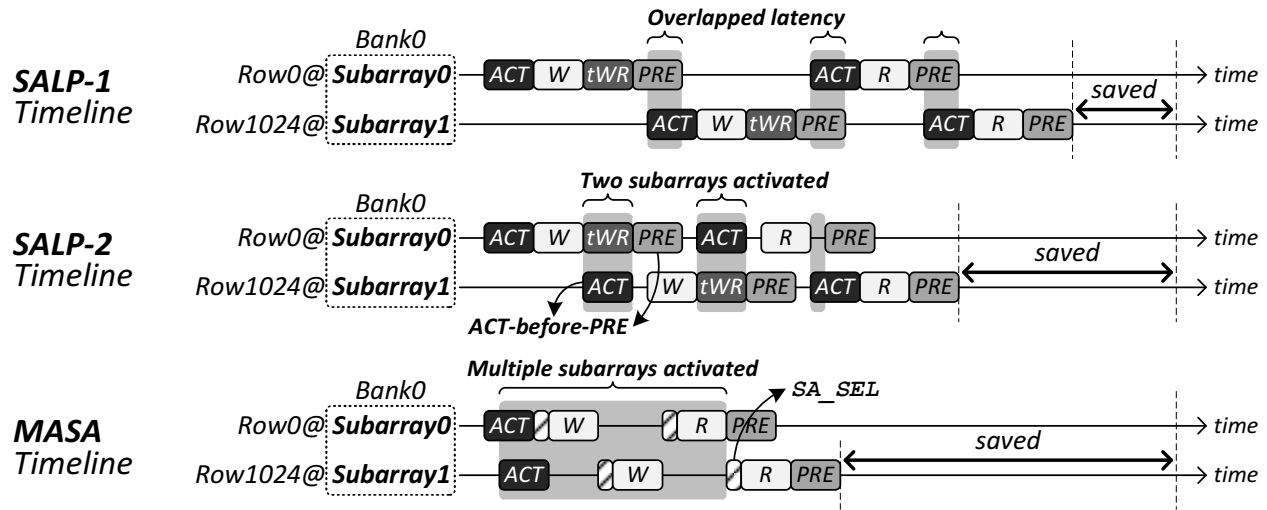 Overlapped latency
Bank0
SALP-1
Timeline
Row0@ Subarray0 ACT W tWR PRE ACT R PRE time
saved
Row1024@ Subarray1 ACT W tWR PRE ACT R PRE time
Two subarrays activated
Bank0
SALP-2
Timeline
Row0@ Subarray0 ACT W tWR PRE ACT R PRE time
saved
Row1024@ Subarray1 ACT W tWR PRE ACT R PRE time
ACT-before-PRE
Multiple subarrays activated
Bank0
SA_SEL
MASA
Timeline
Row0@ Subarray0 ACT W R PRE time
saved
Row1024@ Subarray1 ACT W R PRE time